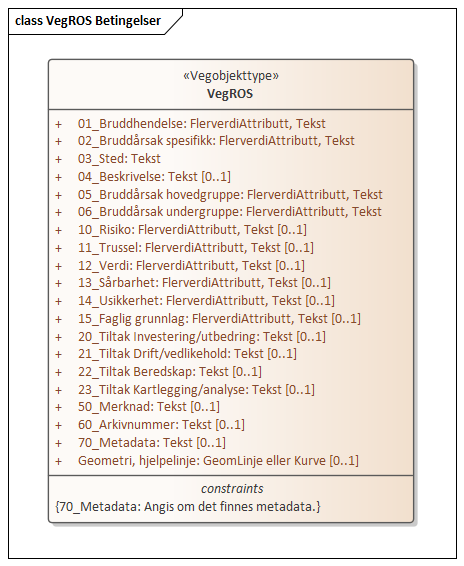 class VegROS Betingelser
«Vegobjekttype»
VegROS
+ 01_Bruddhendelse: FlerverdiAttributt, Tekst
+ 02_Bruddårsak spesifikk: FlerverdiAttributt, Tekst
+ 03_Sted: Tekst
+ 04_Beskrivelse: Tekst [0..1]
+ 05_Bruddårsak hovedgruppe: FlerverdiAttributt, Tekst
+ 06_Bruddårsak undergruppe: FlerverdiAttributt, Tekst
+ 10_Risiko: FlerverdiAttributt, Tekst [0..1]
+ 11_Trussel: FlerverdiAttributt, Tekst [0..1]
+ 12_Verdi: FlerverdiAttributt, Tekst [0..1]
+ 13_Sårbarhet: FlerverdiAttributt, Tekst [0..1]
+ 14_Usikkerhet: FlerverdiAttributt, Tekst [0..1]
+ 15_Faglig grunnlag: FlerverdiAttributt, Tekst [0..1]
+ 20_Tiltak Investering/utbedring: Tekst [0..1]
+ 21_Tiltak Drift/vedlikehold: Tekst [0..1]
+ 22_Tiltak Beredskap: Tekst [0..1]
+ 23_Tiltak Kartlegging/analyse: Tekst [0..1]
+ 50_Merknad: Tekst [0..1]
+ 60_Arkivnummer: Tekst [0..1]
+ 70_Metadata: Tekst [0..1]
+ Geometri, hjelpelinje: GeomLinje eller Kurve [0..1]
constraints
{70_Metadata: Angis om det finnes metadata.}